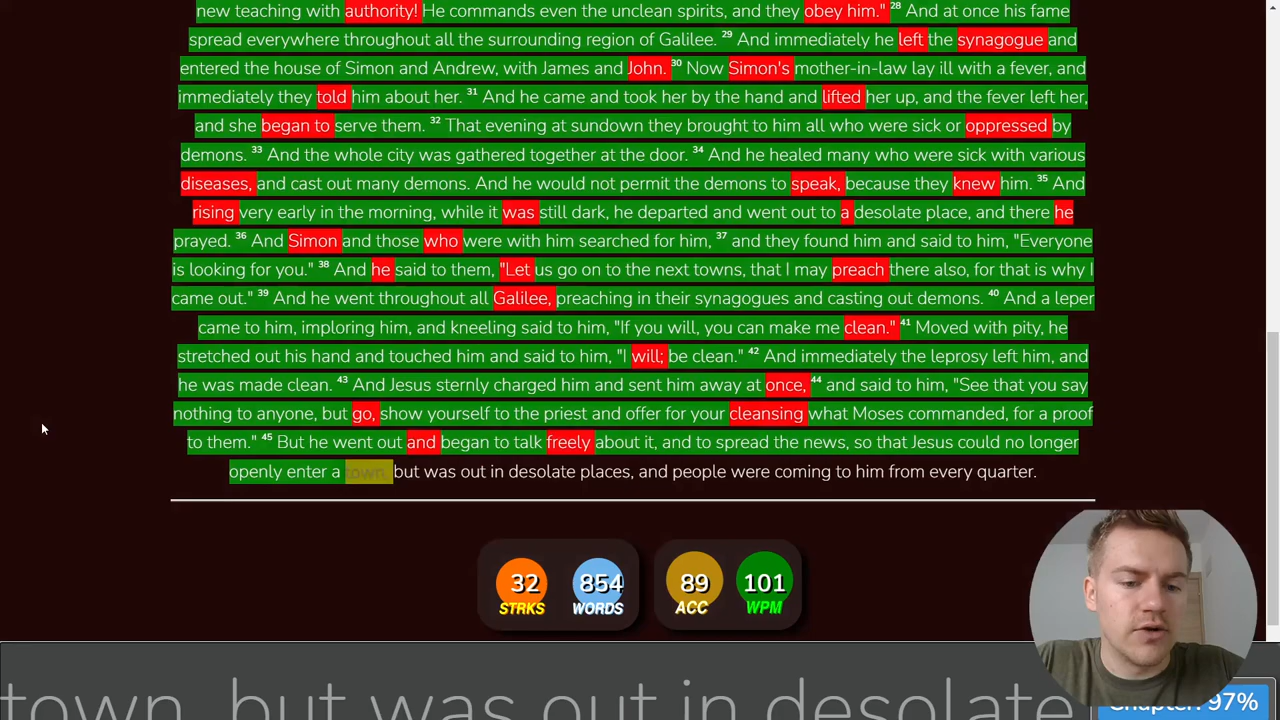 new teaching with authority! He commands even the unclean spirits, and they obey him." 28 And at once his fame
spread everywhere throughout all the surrounding region of Galilee. 29 And immediately he left the synagogue and
entered the house of Simon and Andrew, with James and John. 30 Now Simon's mother-in-law lay ill with a fever, and
immediately they told him about her. 31 And he came and took her by the hand and lifted her up, and the fever left her,
and she began to serve them. 32 That evening at sundown they brought to him all who were sick or oppressed by
demons. 33 And the whole city was gathered together at the door. 34 And he healed many who were sick with various
diseases, and cast out many demons. And he would not permit the demons to speak, because they knew him. 35 And
rising very early in the morning, while it was still dark, he departed and went out to a desolate place, and there he
prayed. 36 And Simon and those who were with him searched for him, 37 and they found him and said to him, "Everyone
is looking for you." 38 And he said to them, "Let us go on to the next towns, that I may preach there also, for that is why I
came out." 39 And he went throughout all Galilee, preaching in their synagogues and casting out demons. 40 And a leper
came to him, imploring him, and kneeling said to him, "If you will, you can make me clean." 41 Moved with pity, he
stretched out his hand and touched him and said to him, "I will; be clean." 42 And immediately the leprosy left him, and
he was made clean. 43 And Jesus sternly charged him and sent him away at once, 44 and said to him, "See that you say
nothing to anyone, but go, show yourself to the priest and offer for your cleansing what Moses commanded, for a proof
to them." 45 But he went out and began to talk freely about it, and to spread the news, so that Jesus could no longer
openly enter a town, but was out in desolate places, and people were coming to him from every quarter.
32 854 89 101
STRKS WORDS ACC WPM
town, but was out in desolate
Chapter: 97%